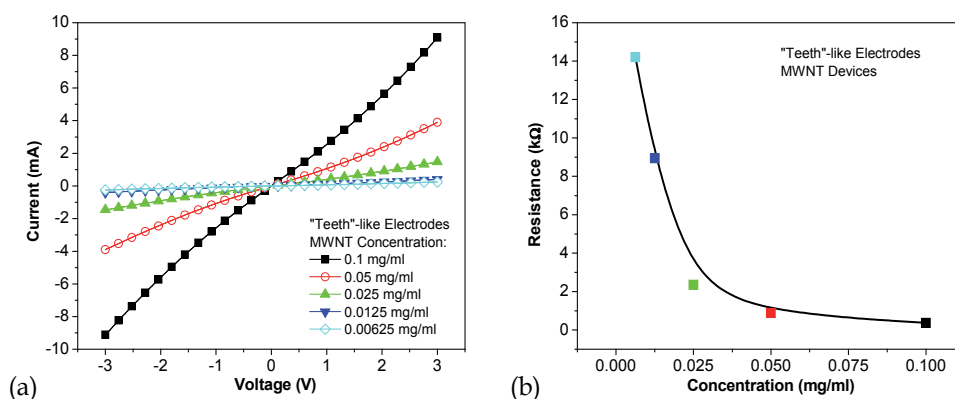 10
8
6
4
2
0
-2
-4
-6
-8
-10
Current (mA)
"Teeth"-like Electrodes
MWNT Concentration:
0.1 mg/ml
0.05 mg/ml
0.025 mg/ml
0.0125 mg/ml
0.00625 mg/ml
-3 -2 -1 0 1 2 3
Voltage (V)
(a)
16
14
12
10
8
6
4
2
0
Resistance (kΩ)
"Teeth"-like Electrodes
MWNT Devices
0.000 0.025 0.050 0.075 0.100
Concentration (mg/ml)
(b)